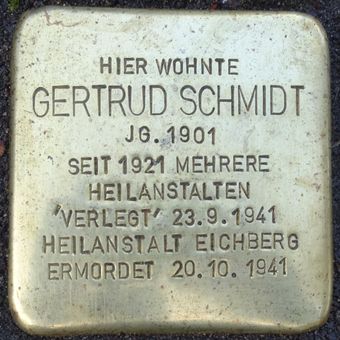 HIER WOHNTE
GERTRUD SCHMIDT
JG. 1901
SEIT 1921 MEHRERE
HEILANSTALTEN
'VERLEGT' 23.9.1941
HEILANSTALT EICHBERG
ERMORDET 20.10.1941